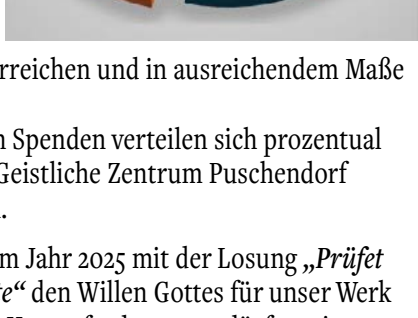 rreichen und in ausreichendem Maße
n Spenden verteilen sich prozentual
Geistliche Zentrum Puschendorf
.
m Jahr 2025 mit der Losung „Prüfet
te“ den Willen Gottes für unser Werk